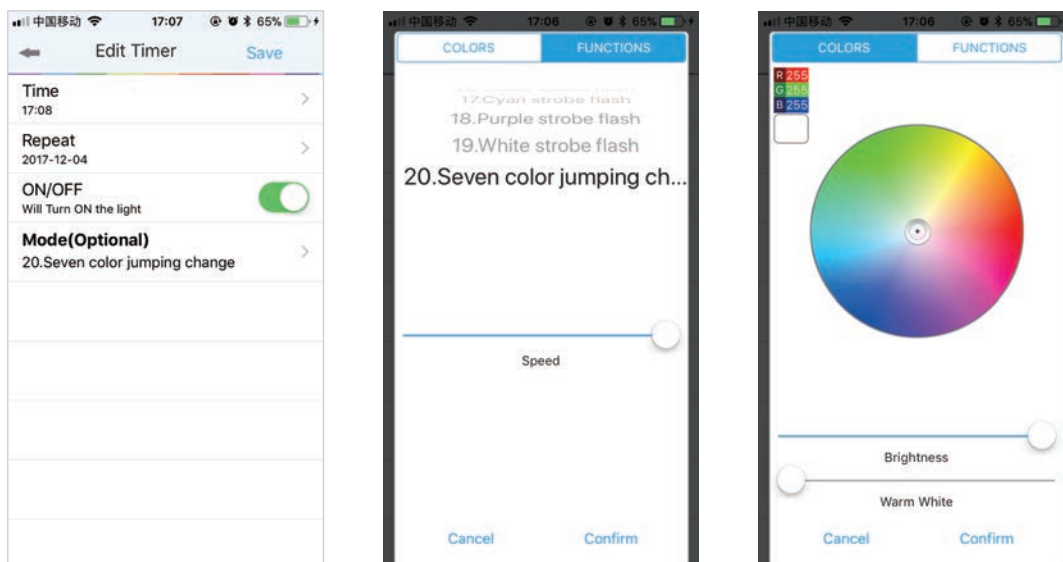 中国移动 17:07 65%
Edit Timer Save
Time
17:08
Repeat
2017-12-04
ON/OFF
Will Turn ON the light
Mode(Optional)
20.Seven color jumping change
中国移动 17:06 65%
COLORS FUNCTIONS
17.Cyan strobe flash
18.Purple strobe flash
19.White strobe flash
20.Seven color jumping ch...
Speed
Cancel Confirm
中国移动 17:06 65%
COLORS FUNCTIONS
R 255
G 255
B 255
Brightness
Warm White
Cancel Confirm